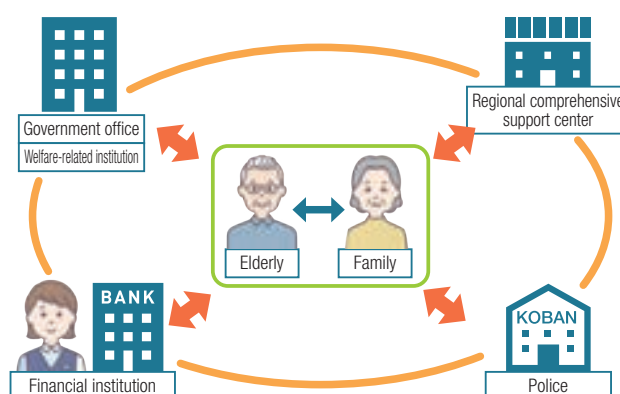 Government office
Welfare-related institution
Regional comprehensive
support center
Elderly
Family
BANK
Financial institution
KOBAN
Police